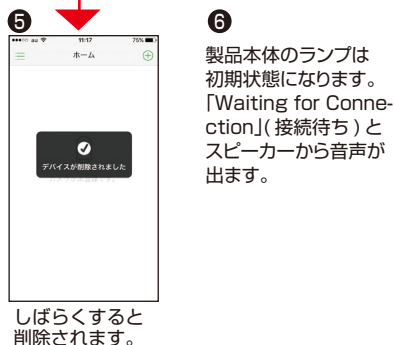 ❺
au 11:17 75%
ホーム
デバイスが削除されました
しばらくすると
削除されます。
❻
製品本体のランプは
初期状態になります。
「Waiting for Conne-
ction」( 接続待ち ) と
スピーカーから音声が
出ます。